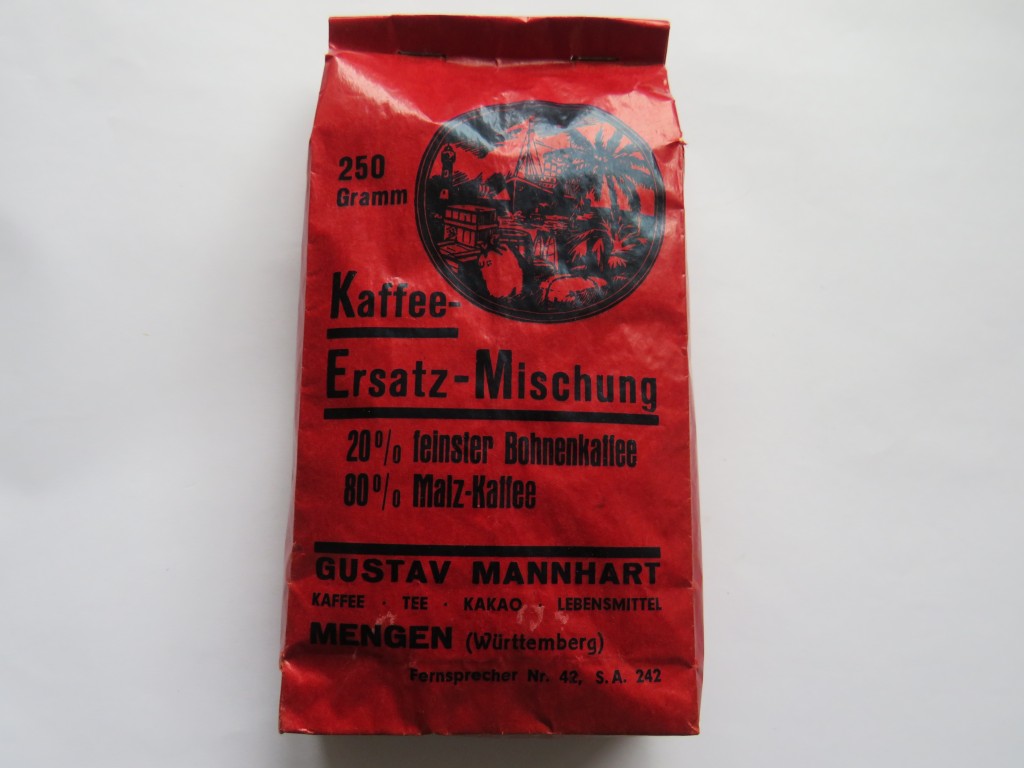 250
Gramm
Kaffee-
Ersatz-Mischung
20% feinster Bohnenkaffee
80% Malz-Kaffee
GUSTAV MANNHART
KAFFEE · TEE · KAKAO · LEBENSMITTEL
MENGEN (Württemberg)
Fernsprecher Nr. 42, S.A. 242